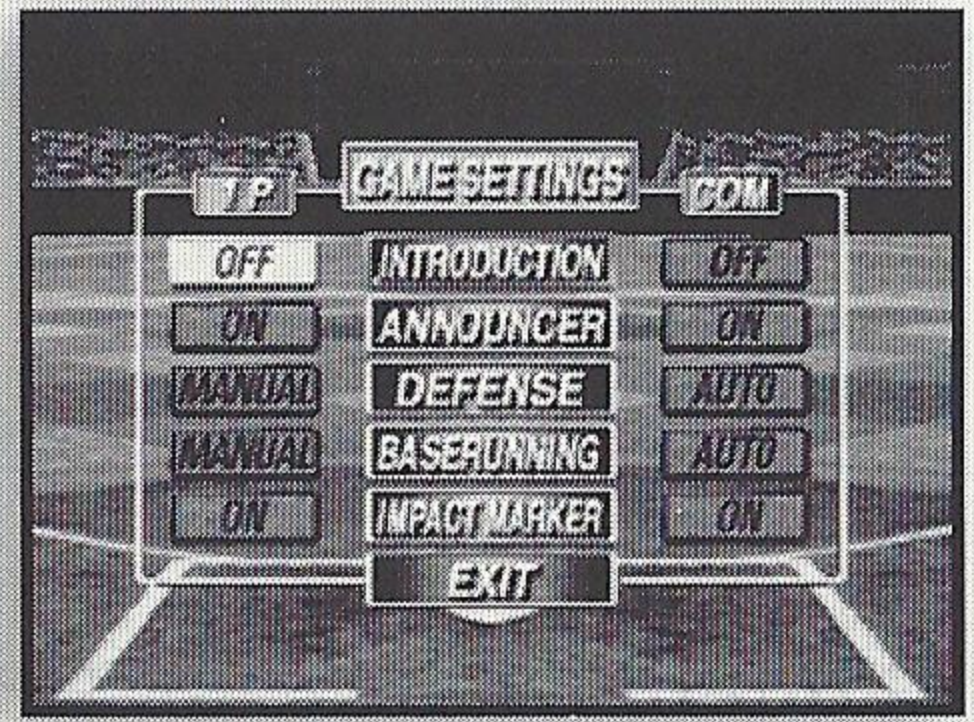 1P GAME SETTINGS COM
OFF INTRODUCTION OFF
ON ANNOUNCER ON
MANUAL DEFENSE AUTO
MANUAL BASERUNNING AUTO
ON IMPACT MARKER ON
EXIT